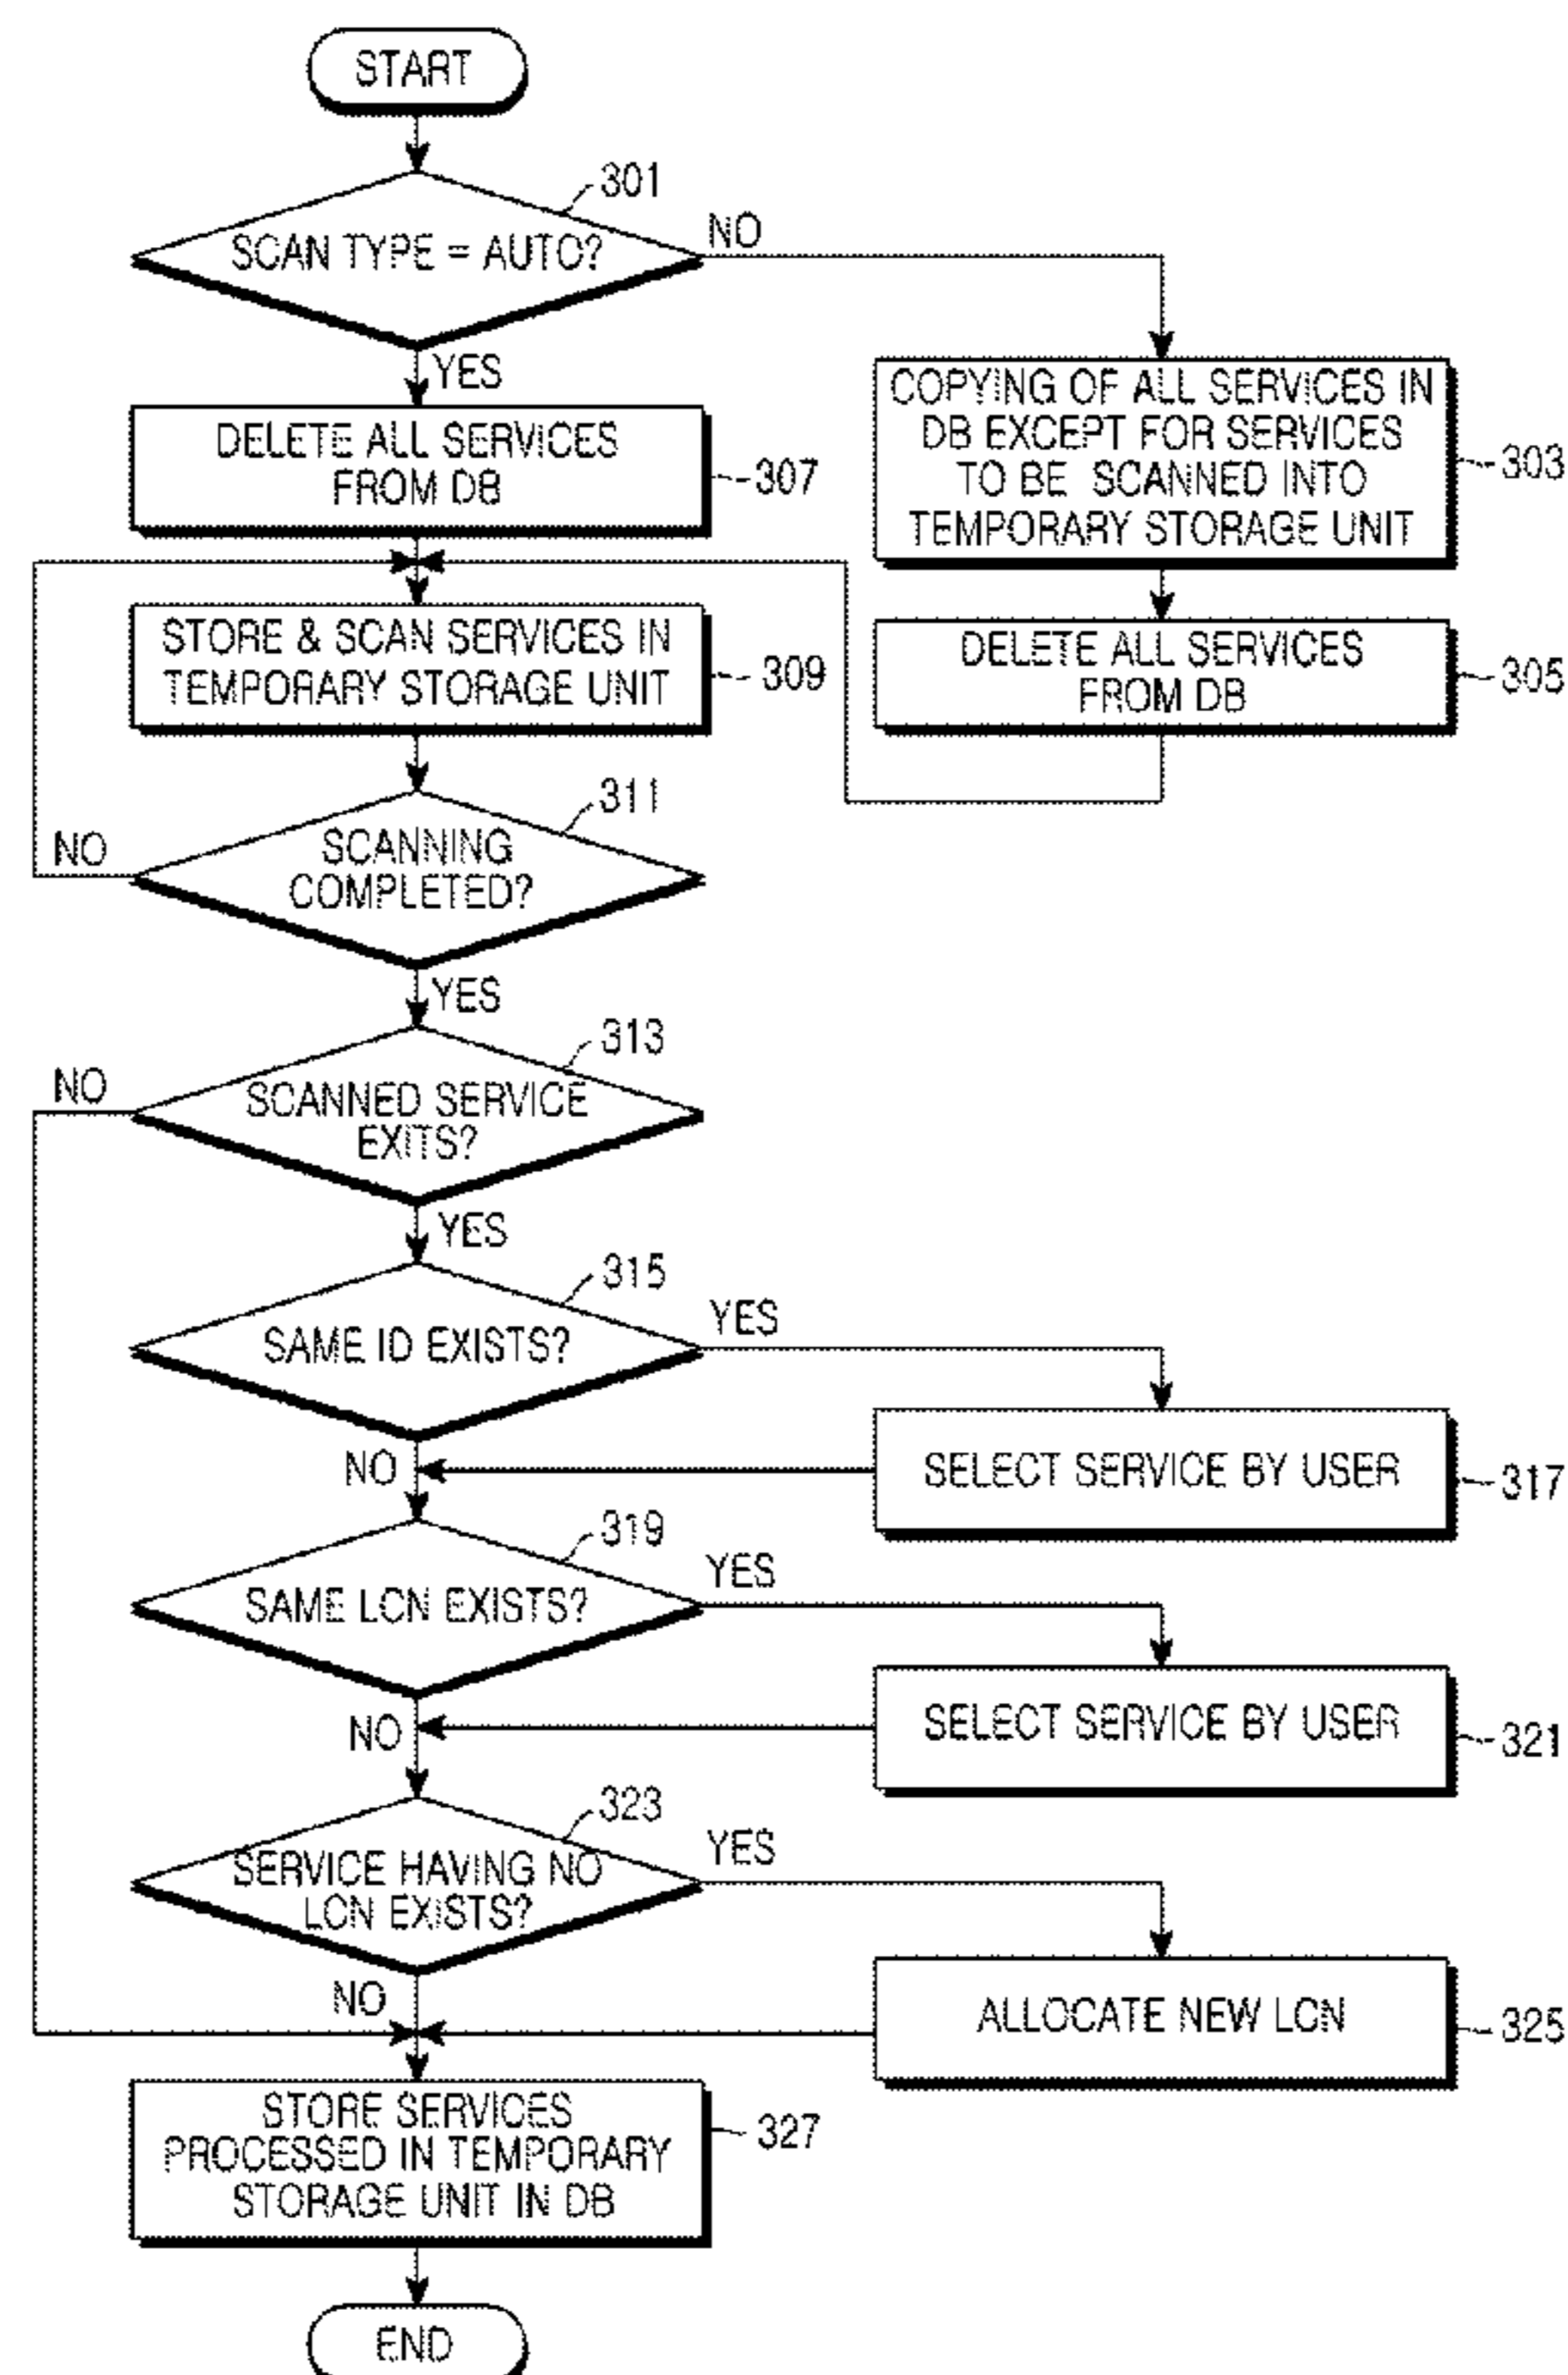 START
301
SCAN TYPE = AUTO?
NO
YES
COPYING OF ALL SERVICES IN
DB EXCEPT FOR SERVICES
TO BE SCANNED INTO
TEMPORARY STORAGE UNIT
303
DELETE ALL SERVICES
FROM DB
307
STORE & SCAN SERVICES IN
TEMPORARY STORAGE UNIT
309
DELETE ALL SERVICES
FROM DB
305
311
SCANNING
COMPLETED?
NO
YES
313
SCANNED SERVICE
EXITS?
NO
YES
315
SAME ID EXISTS?
YES
NO
SELECT SERVICE BY USER
317
319
SAME LCN EXISTS?
YES
NO
SELECT SERVICE BY USER
321
323
SERVICE HAVING NO
LCN EXISTS?
YES
NO
ALLOCATE NEW LCN
325
STORE SERVICES
PROCESSED IN TEMPORARY
STORAGE UNIT IN DB
327
END